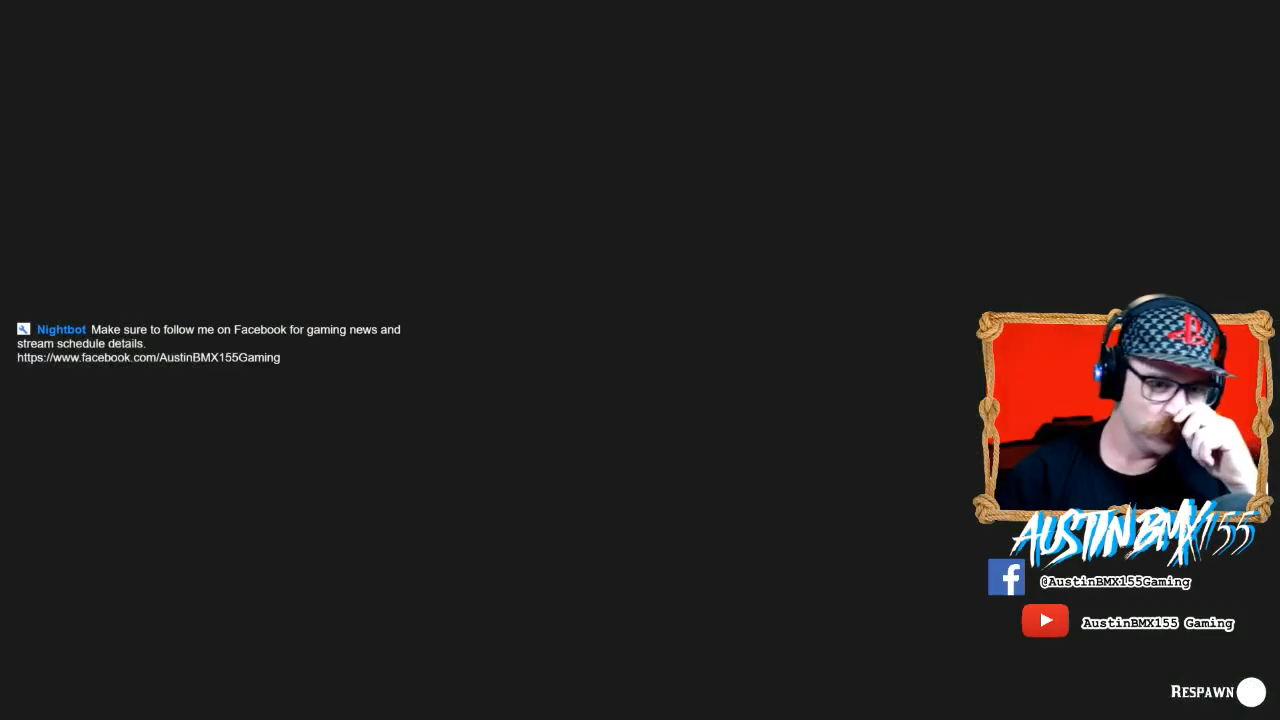 Nightbot Make sure to follow me on Facebook for gaming news and
stream schedule details.
https://www.facebook.com/AustinBMX155Gaming
AUSTINBMX155
@AustinBMX155Gaming
AustinBMX155 Gaming
RESPAWN